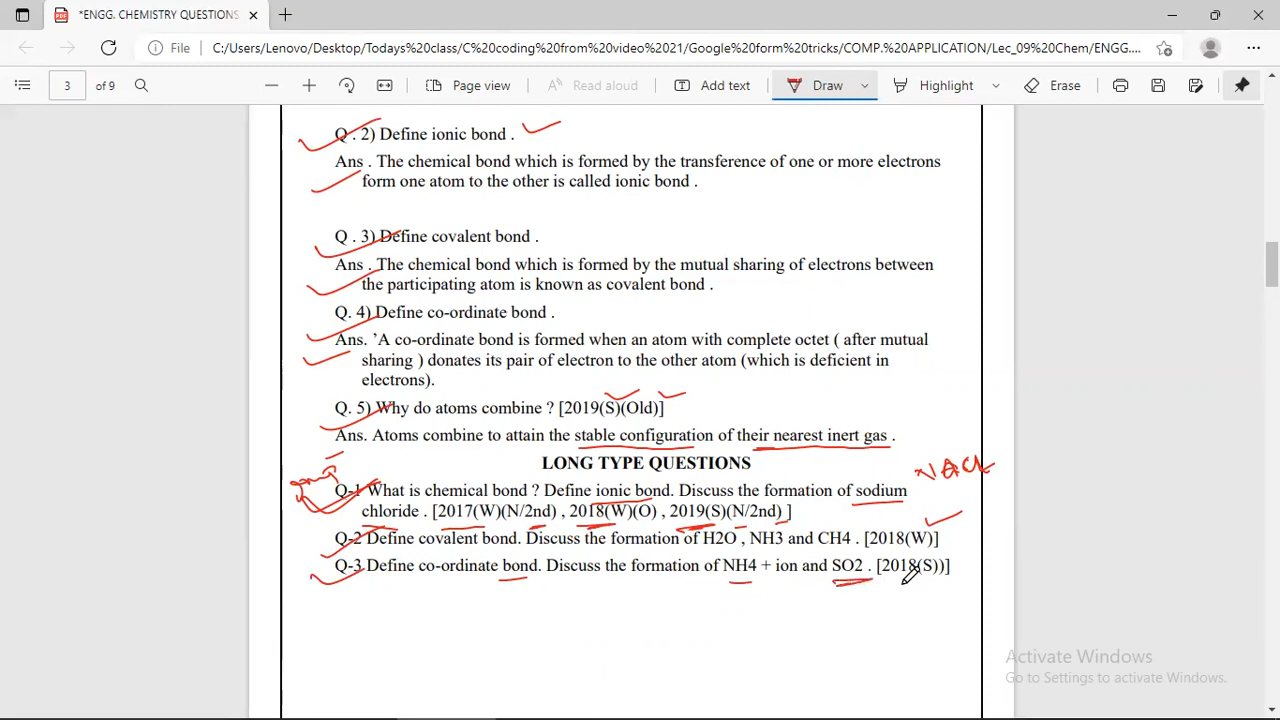 *ENGG. CHEMISTRY QUESTIONS
File
C:/Users/Lenovo/Desktop/Todays%20class/C%20coding%20from%20video%2021/Google%20form%20tricks/COMP.%20APPLICATION/Lec_09%20Chem/ENGG....
3 of 9
Page view
Read aloud
Add text
Draw
Highlight
Erase
Q . 2) Define ionic bond .
Ans . The chemical bond which is formed by the transference of one or more electrons
form one atom to the other is called ionic bond .
Q . 3) Define covalent bond .
Ans . The chemical bond which is formed by the mutual sharing of electrons between
the participating atom is known as covalent bond .
Q. 4) Define co-ordinate bond .
Ans. ’A co-ordinate bond is formed when an atom with complete octet ( after mutual
sharing ) donates its pair of electron to the other atom (which is deficient in
electrons).
Q. 5) Why do atoms combine ? [2019(S)(Old)]
Ans. Atoms combine to attain the stable configuration of their nearest inert gas .
LONG TYPE QUESTIONS
NACL
Q-1 What is chemical bond ? Define ionic bond. Discuss the formation of sodium
chloride . [2017(W)(N/2nd) , 2018(W)(O) , 2019(S)(N/2nd) ]
Q-2 Define covalent bond. Discuss the formation of H2O , NH3 and CH4 . [2018(W)]
Q-3 Define co-ordinate bond. Discuss the formation of NH4 + ion and SO2 . [2018(S))]
Activate Windows
Go to Settings to activate Windows.